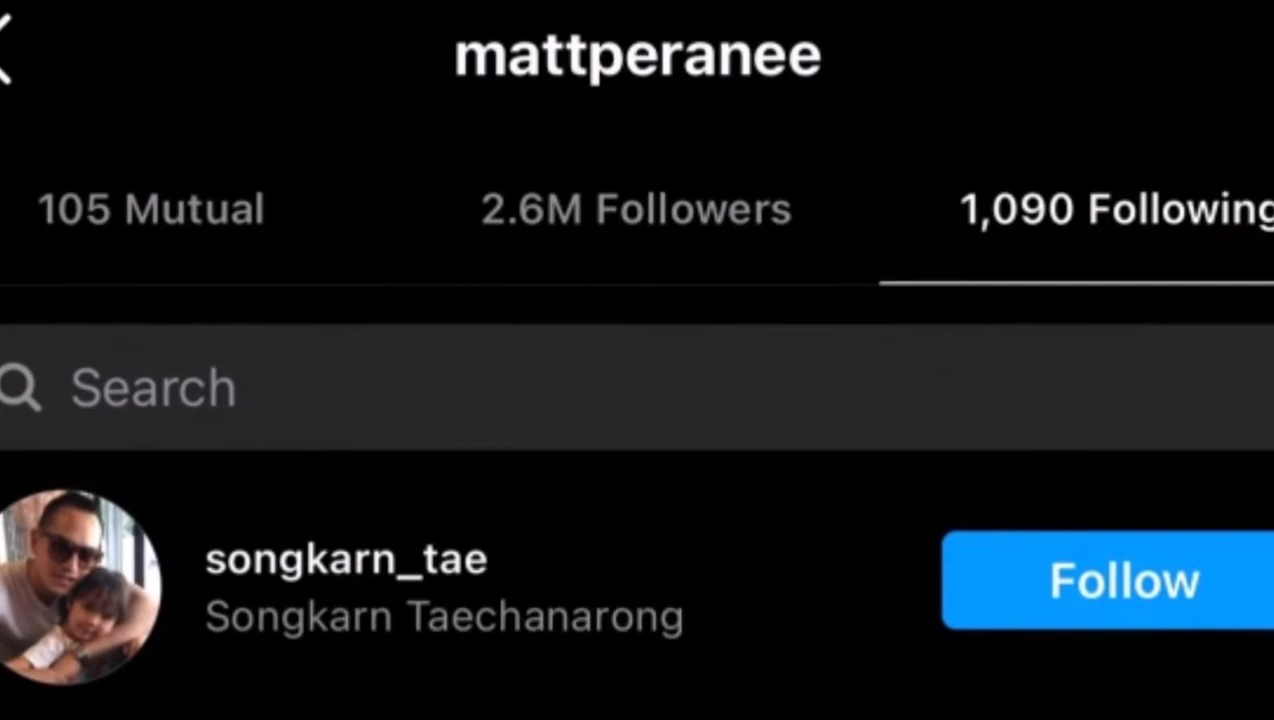 mattperanee
105 Mutual 2.6M Followers 1,090 Following
Search
songkarn_tae
Songkarn Taechanarong
Follow